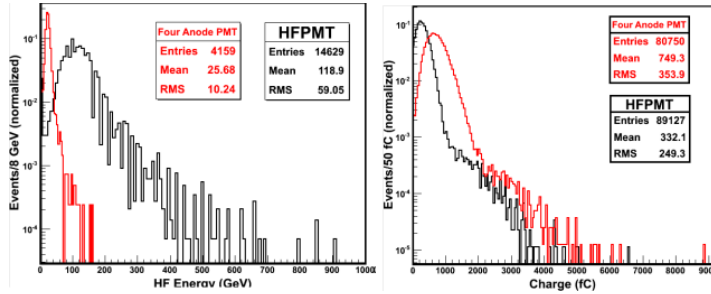 Four Anode PMT
Entries 4159
Mean 25.68
RMS 10.24
HFPMT
Entries 14629
Mean 118.9
RMS 59.05
Events/8 GeV (normalized)
10⁻¹
10⁻²
10⁻³
10⁻⁴
0 100 200 300 400 500 600 700 800 900 1000
HF Energy (GeV)
Four Anode PMT
Entries 80750
Mean 749.3
RMS 353.9
HFPMT
Entries 89127
Mean 332.1
RMS 249.3
Events/50 fC (normalized)
10⁻¹
10⁻²
10⁻³
10⁻⁴
10⁻⁵
0 1000 2000 3000 4000 5000 6000 7000 8000 9000
Charge (fC)